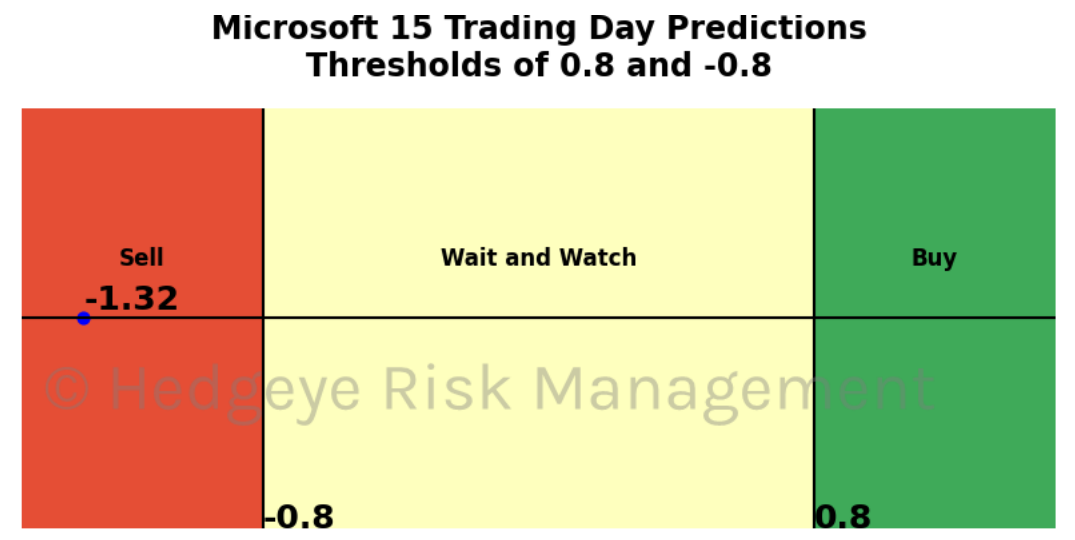 Microsoft 15 Trading Day Predictions
Thresholds of 0.8 and -0.8
Sell
Wait and Watch
Buy
-1.32
© Hedgeye Risk Management
-0.8
0.8